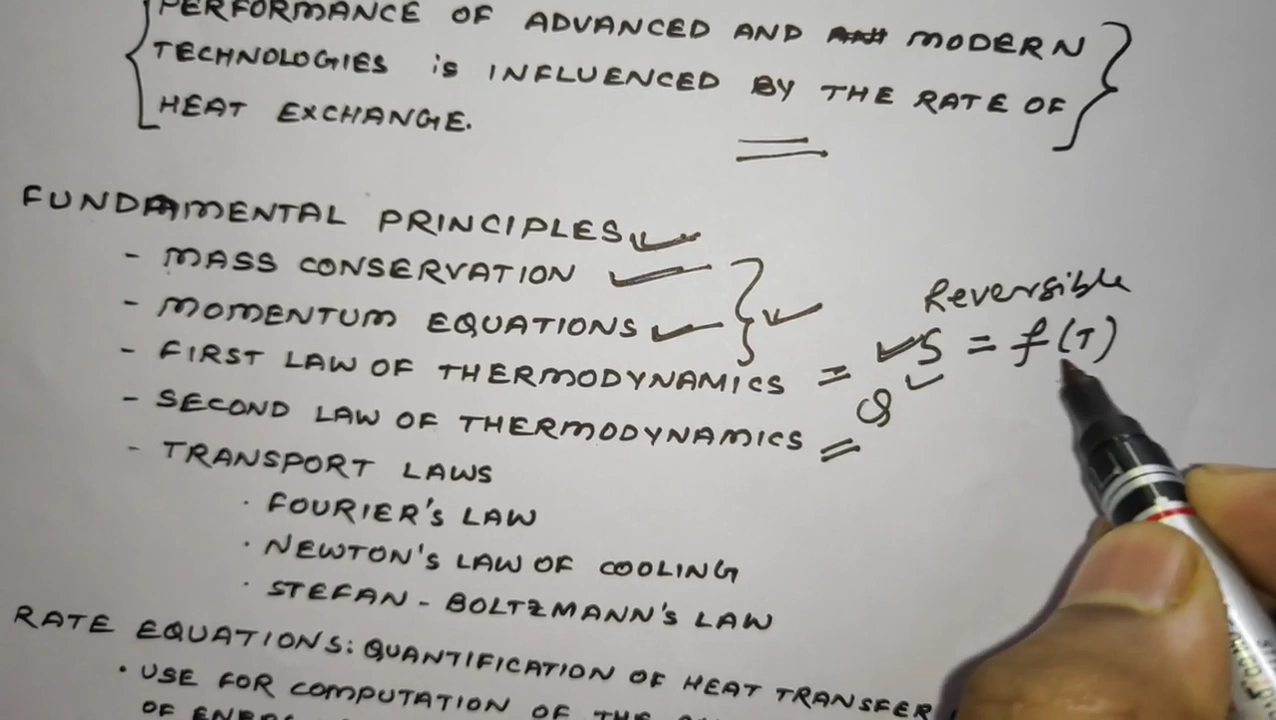 PERFORMANCE OF ADVANCED AND MODERN
TECHNOLOGIES is INFLUENCED BY THE RATE OF
HEAT EXCHANGE.
FUNDAMENTAL PRINCIPLES
- MASS CONSERVATION
- MOMENTUM EQUATIONS
Reversible
- FIRST LAW OF THERMODYNAMICS = S = f(T)
- SECOND LAW OF THERMODYNAMICS =
- TRANSPORT LAWS
· FOURIER'S LAW
· NEWTON'S LAW OF COOLING
· STEFAN - BOLTZMANN'S LAW
RATE EQUATIONS: QUANTIFICATION OF HEAT TRANSFER
· USE FOR COMPUTATION OF THE
OF